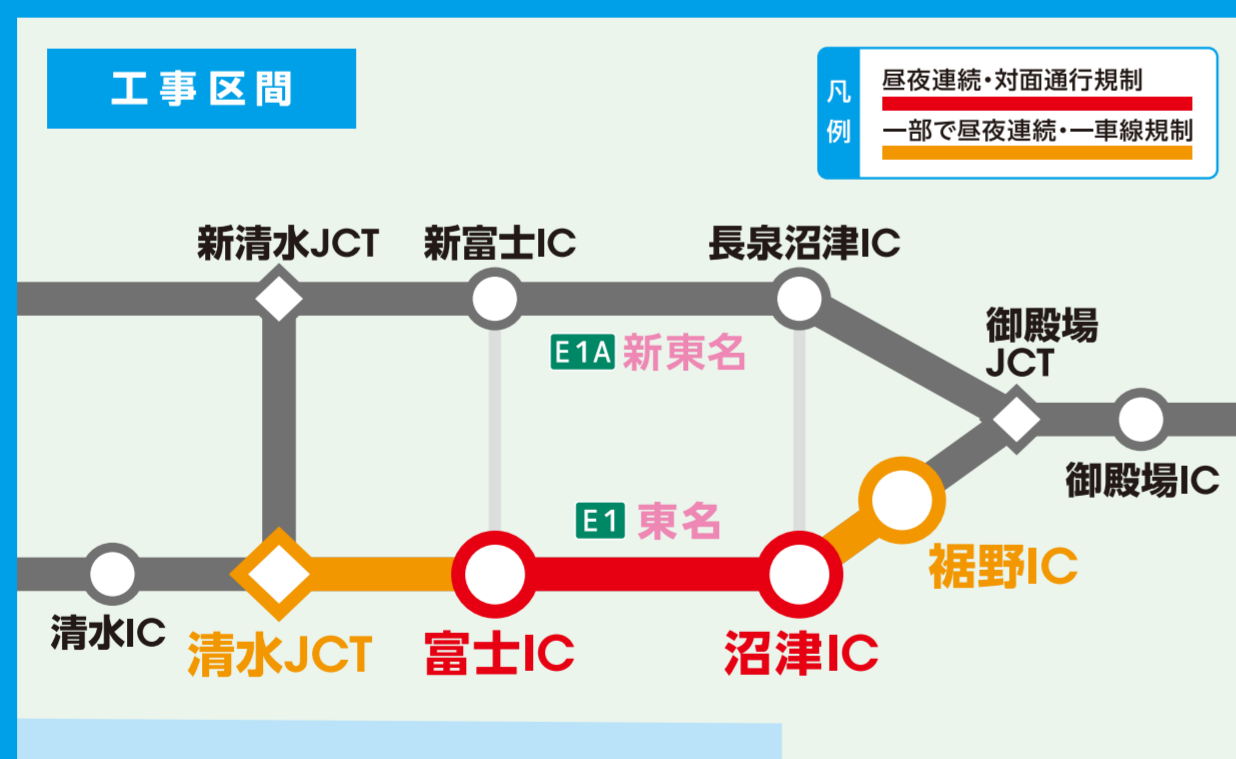 工事区間
凡例
昼夜連続・対面通行規制
一部で昼夜連続・一車線規制
新清水JCT
新富士IC
長泉沼津IC
御殿場
JCT
E1A 新東名
御殿場IC
E1 東名
裾野IC
清水IC
清水JCT
富士IC
沼津IC